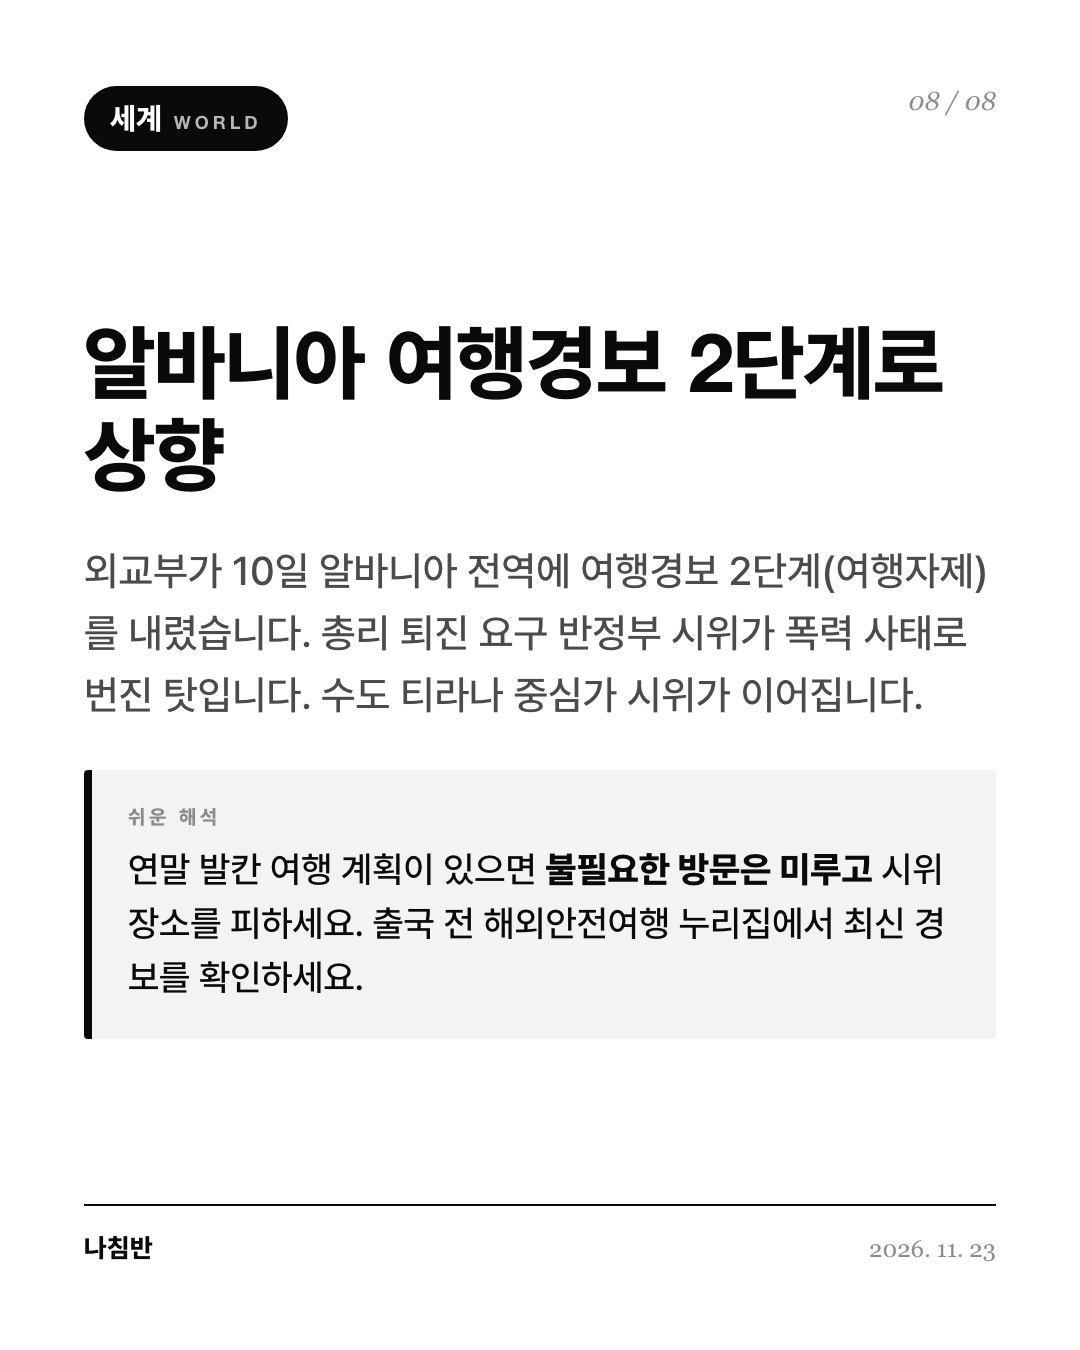 세계 WORLD
08 / 08
알바니아 여행경보 2단계로
상향
외교부가 10일 알바니아 전역에 여행경보 2단계(여행자제)
를 내렸습니다. 총리 퇴진 요구 반정부 시위가 폭력 사태로
번진 탓입니다. 수도 티라나 중심가 시위가 이어집니다.
쉬운 해석
연말 발칸 여행 계획이 있으면 불필요한 방문은 미루고 시위
장소를 피하세요. 출국 전 해외안전여행 누리집에서 최신 경
보를 확인하세요.
나침반
2026. 11. 23